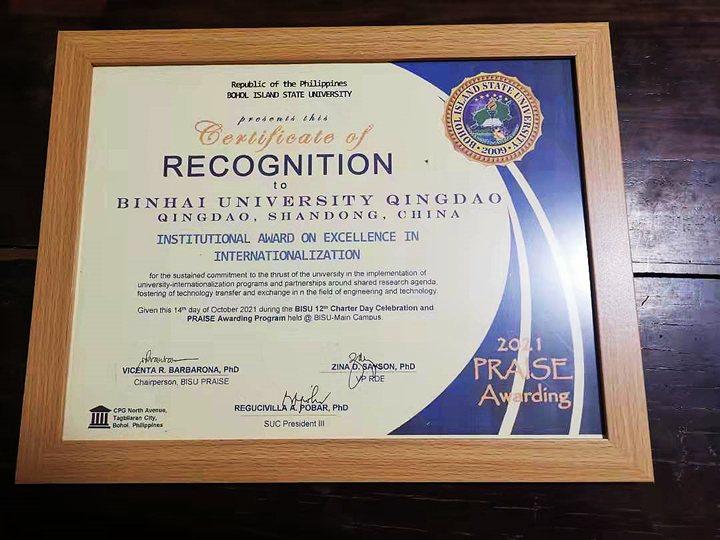 Republic of the Philippines
BOHOL ISLAND STATE UNIVERSITY
presents this
Certificate of
RECOGNITION
to
BINHAI UNIVERSITY QINGDAO
QINGDAO, SHANDONG, CHINA
INSTITUTIONAL AWARD ON EXCELLENCE IN
INTERNATIONALIZATION
for the sustained commitment to the thrust of the university in the implementation of
university-internationalization programs and partnerships around shared research agenda,
fostering of technology transfer and exchange in n the field of engineering and technology.
Given this 14th day of October 2021 during the BISU 12th Charter Day Celebration and
PRAISE Awarding Program held @ BISU-Main Campus.
VICENTA R. BARBARONA, PhD
Chairperson, BISU PRAISE
ZINA D. SAYSON, PhD
VP RDE
REGUCIVILLA A. POBAR, PhD
SUC President III
CPG North Avenue,
Tagbilaran City,
Bohol, Philippines
BOHOL ISLAND STATE UNIVERSITY
• 2009 •
2021
PRAISE
Awarding